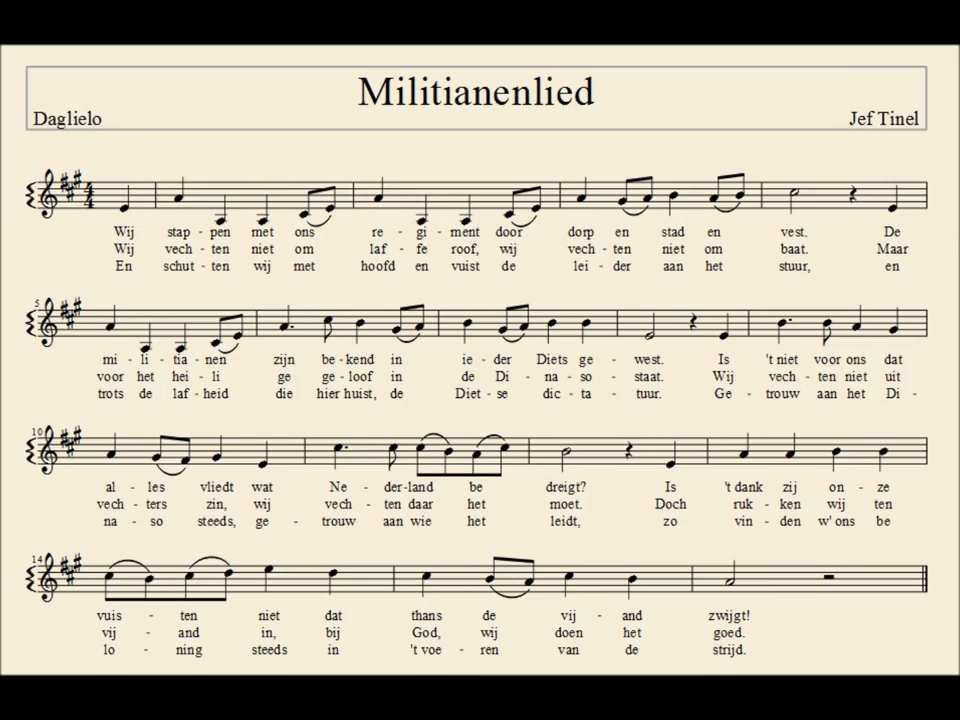 Militianenlied
Daglielo
Jef Tinel
4
4
Wij stap - pen met ons re - gi - ment door dorp en stad en vest. De
Wij vech - ten niet om laf - fe roof, wij vech - ten niet om baat. Maar
En schut - ten wij met hoofd en vuist de lei - der aan het stuur, en
5
mi - li - tia - nen zijn be - kend in ie - der Diets ge - west. Is 't niet voor ons dat
voor het hei - li ge ge - loof in de Di - na - so - staat. Wij vech - ten niet uit
trots de laf - heid die hier huist, de Diet - se dic - ta - tuur. Ge - trouw aan het Di -
10
al - les vliedt wat Ne - der - land be dreigt? Is 't dank zij on - ze
vech - ters zin, wij vech - ten daar het moet. Doch ruk - ken wij ten
na - so steeds, ge - trouw aan wie het leidt, zo vin - den w' ons be
14
vuis - ten niet dat thans de vij - and zwijgt!
vij - and in, bij God, wij doen het goed.
lo - ning steeds in 't voe - ren van de strijd.